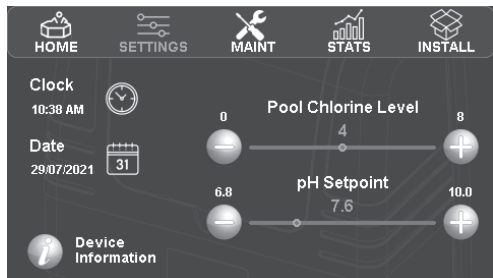 HOME SETTINGS MAINT STATS INSTALL
Clock
10:38 AM
Date
29/07/2021
31
Pool Chlorine Level
0 4 8
pH Setpoint
6.8 7.6 10.0
i Device
Information